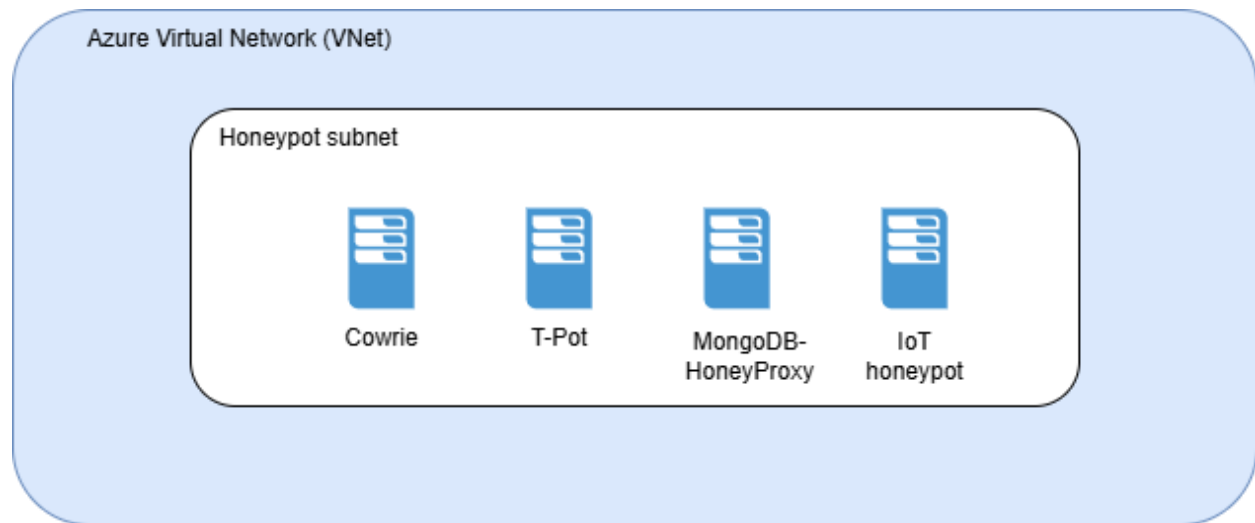 Azure Virtual Network (VNet)
Honeypot subnet
Cowrie
T-Pot
MongoDB-
HoneyProxy
IoT
honeypot